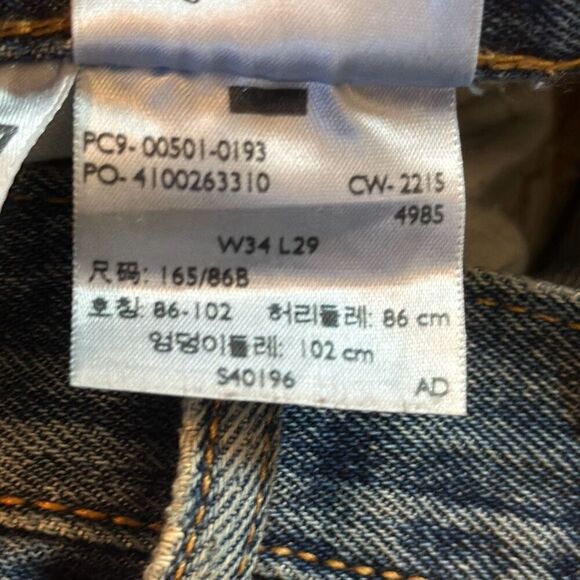 PC9- 00501-0193
PO- 4100263310 CW- 2215
4985
W34 L29
尺码: 165/86B
호칭: 86-102 허리둘레: 86 cm
엉덩이둘레: 102 cm
S40196 AD